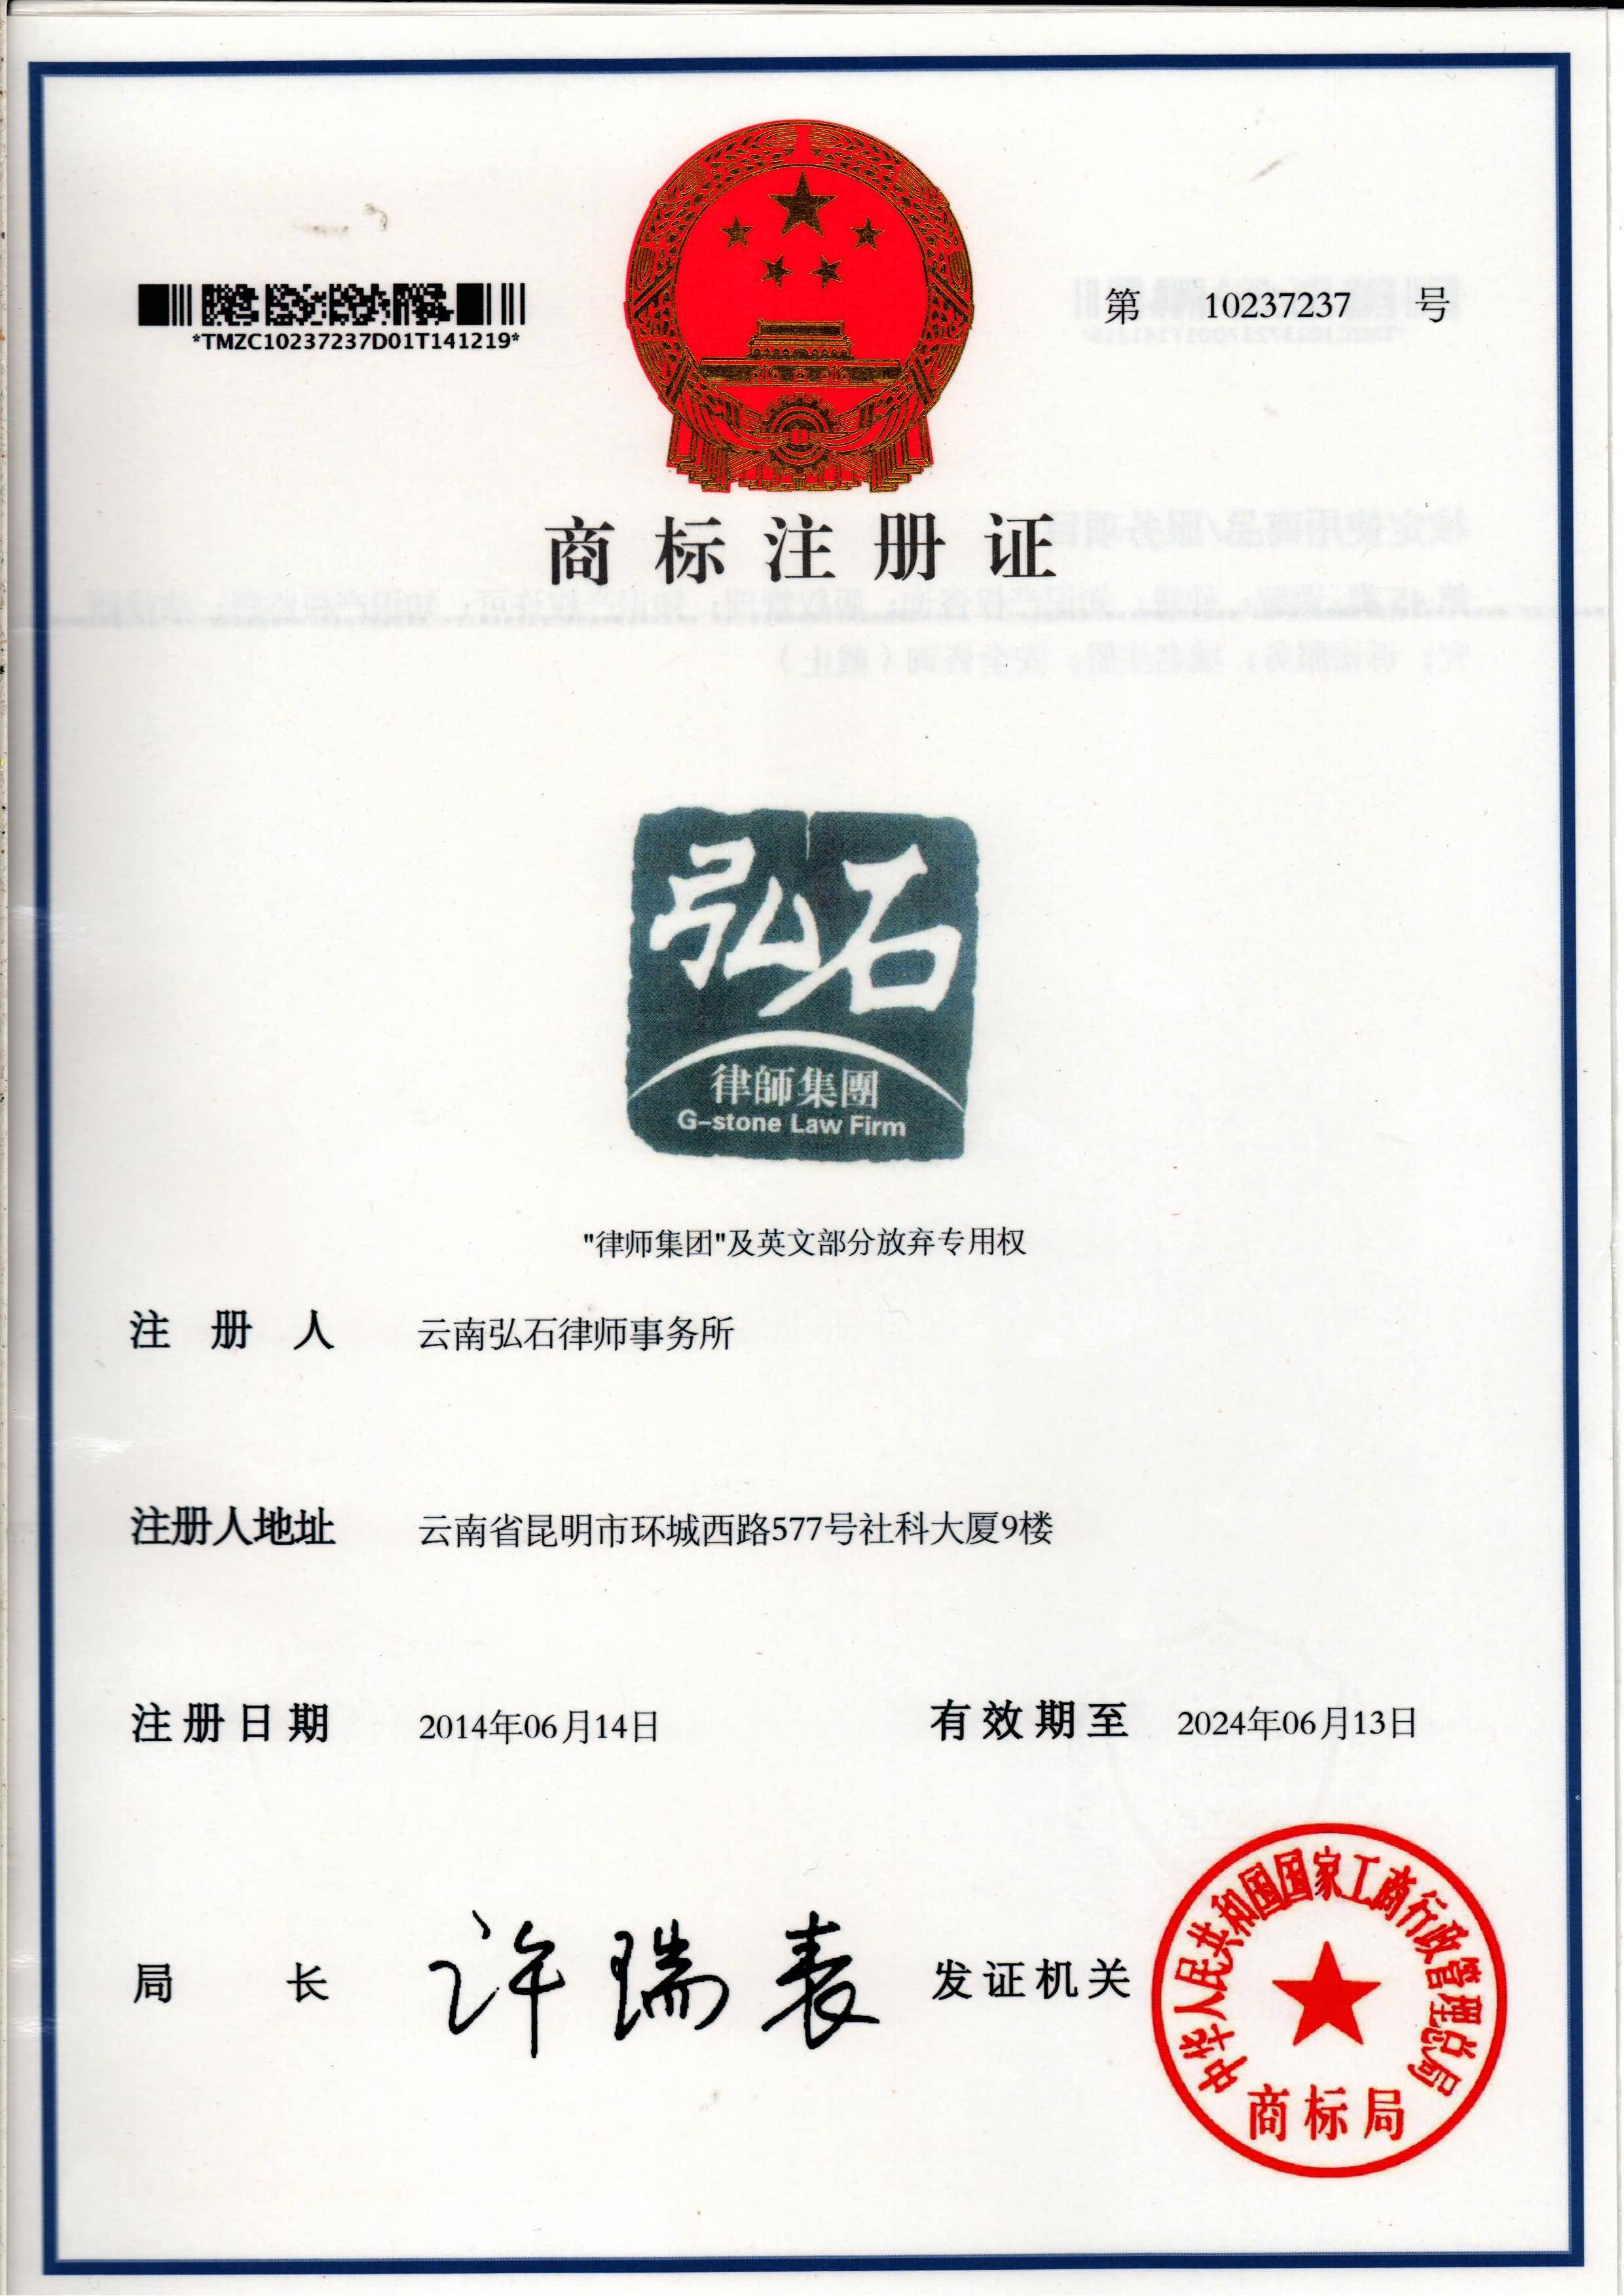 *TMZC10237237D01T141219*
第 10237237 号
商标注册证
弘石
律師集團
G-stone Law Firm
"律师集团"及英文部分放弃专用权
注册人 云南弘石律师事务所
注册人地址 云南省昆明市环城西路577号社科大厦9楼
注册日期 2014年06月14日 有效期至 2024年06月13日
局长 许瑞表 发证机关
中华人民共和国国家工商行政管理总局
商标局